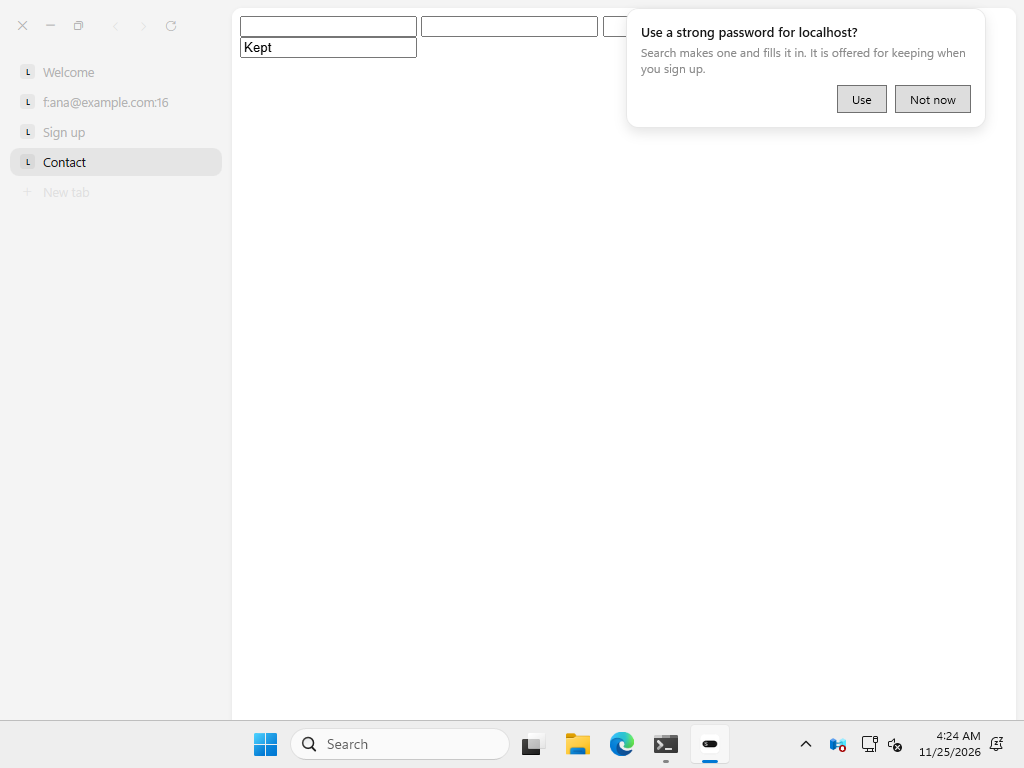 L Welcome
L f:ana@example.com:16
L Sign up
L Contact
+ New tab
Kept
Use a strong password for localhost?
Search makes one and fills it in. It is offered for keeping when
you sign up.
Use
Not now
Search
4:24 AM
11/25/2026